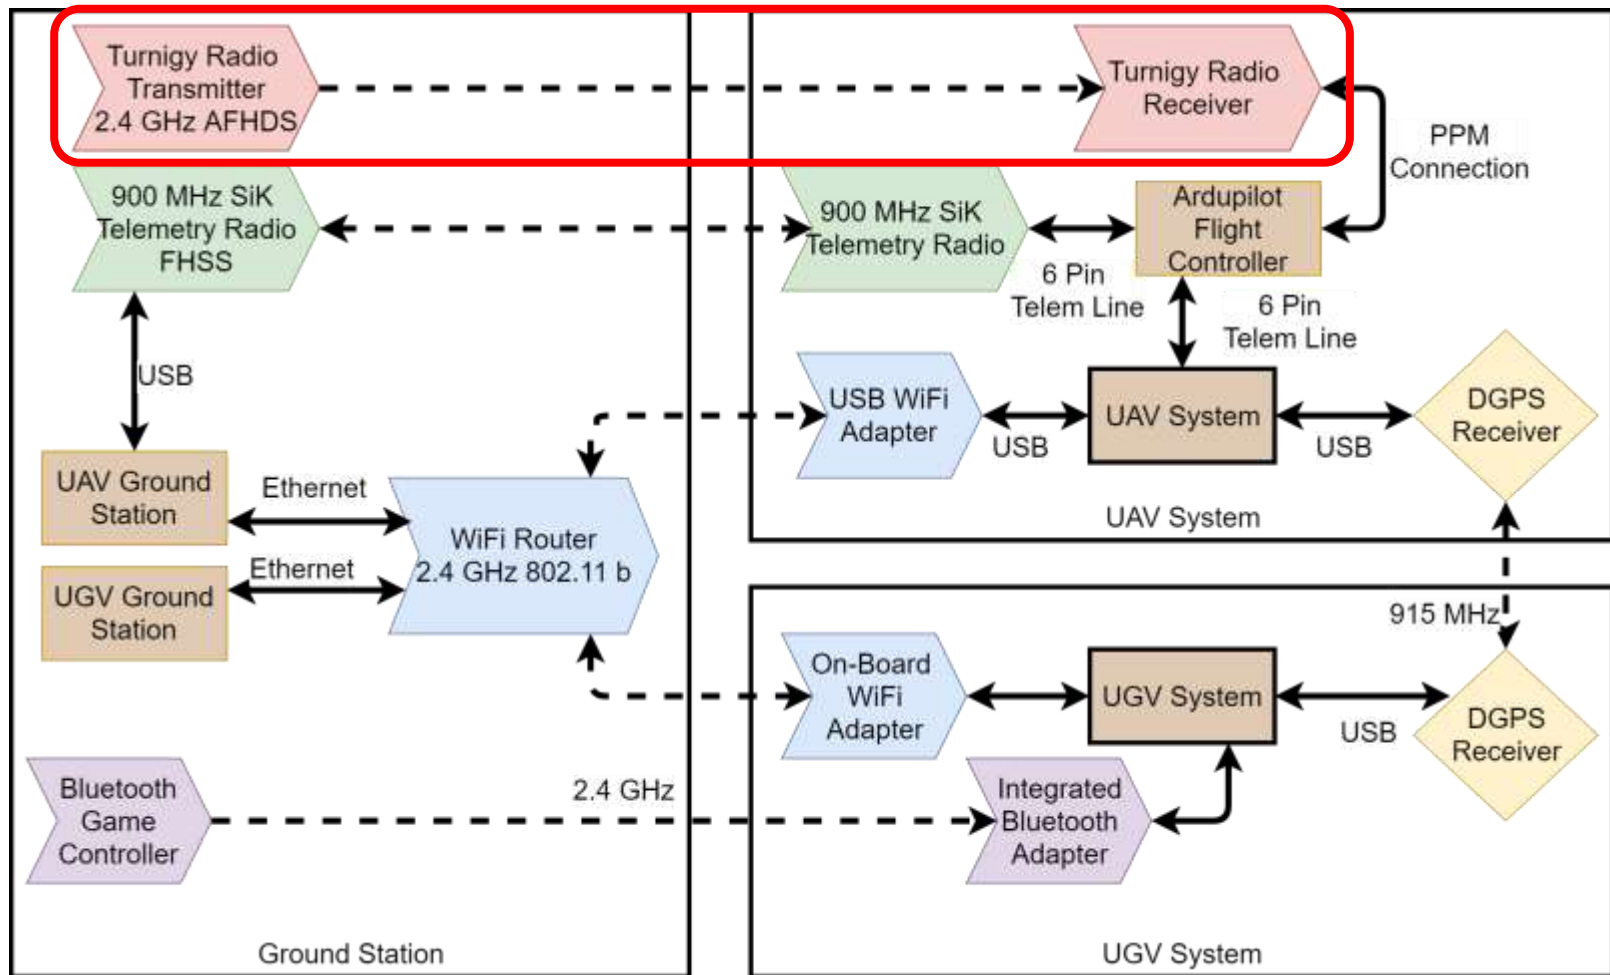 Turnigy Radio
Transmitter
2.4 GHz AFHDS
Turnigy Radio
Receiver
PPM
Connection
900 MHz SiK
Telemetry Radio
FHSS
900 MHz SiK
Telemetry Radio
Ardupilot
Flight
Controller
6 Pin
Telem Line
6 Pin
Telem Line
USB
USB WiFi
Adapter
USB
UAV System
USB
DGPS
Receiver
UAV System
UAV Ground
Station
Ethernet
WiFi Router
2.4 GHz 802.11 b
Ethernet
UGV Ground
Station
915 MHz
On-Board
WiFi
Adapter
UGV System
USB
DGPS
Receiver
Bluetooth
Game
Controller
2.4 GHz
Integrated
Bluetooth
Adapter
Ground Station
UGV System